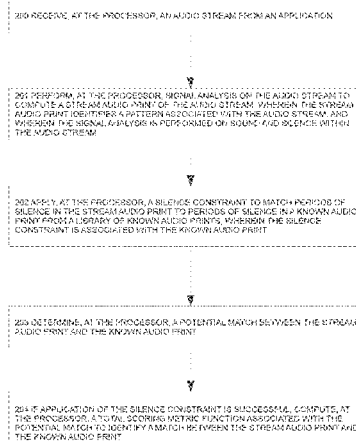 200 RECEIVE, AT THE PROCESSOR, AN AUDIO STREAM FROM AN APPLICATION
201 PERFORM, AT THE PROCESSOR, SIGNAL ANALYSIS ON THE AUDIO STREAM TO
COMPUTE A STREAM AUDIO PRINT OF THE AUDIO STREAM, WHEREIN THE STREAM
AUDIO PRINT IDENTIFIES A PATTERN ASSOCIATED WITH THE AUDIO STREAM, AND
WHEREIN THE SIGNAL ANALYSIS IS PERFORMED ON SOUND AND SILENCE WITHIN
THE AUDIO STREAM
202 APPLY, AT THE PROCESSOR, A SILENCE CONSTRAINT TO MATCH PERIODS OF
SILENCE IN THE STREAM AUDIO PRINT TO PERIODS OF SILENCE IN A KNOWN AUDIO
PRINT FROM A LIBRARY OF KNOWN AUDIO PRINTS, WHEREIN THE SILENCE
CONSTRAINT IS ASSOCIATED WITH THE KNOWN AUDIO PRINT
203 DETERMINE, AT THE PROCESSOR, A POTENTIAL MATCH BETWEEN THE STREAM
AUDIO PRINT AND THE KNOWN AUDIO PRINT
204 IF APPLICATION OF THE SILENCE CONSTRAINT IS SUCCESSFUL, COMPUTE, AT
THE PROCESSOR, A TOTAL SCORING METRIC FUNCTION ASSOCIATED WITH THE
POTENTIAL MATCH TO IDENTIFY A MATCH BETWEEN THE STREAM AUDIO PRINT AND
THE KNOWN AUDIO PRINT